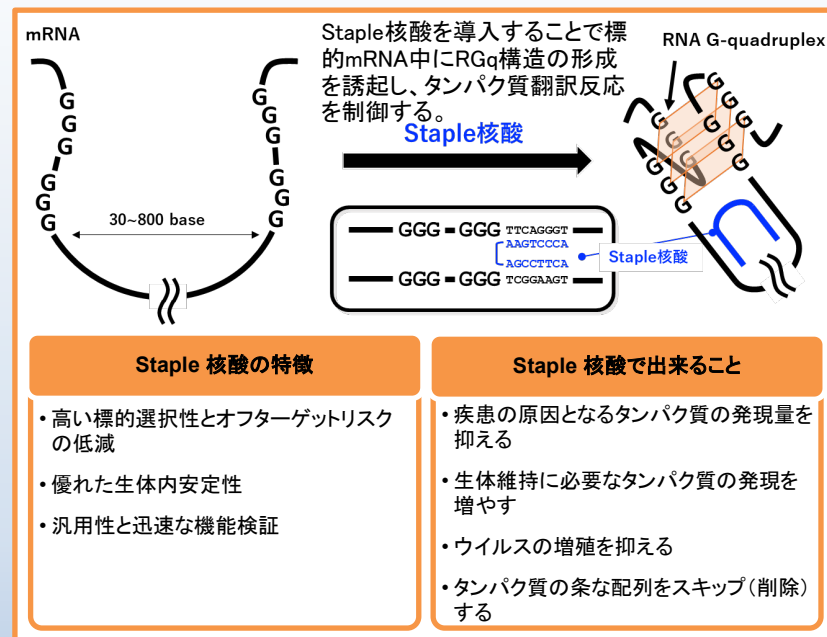 mRNA
GGG
GGG
GGG
GGG
30~800 base
Staple核酸を導入することで標
的mRNA中にRGq構造の形成
を誘起し、タンパク質翻訳反応
を制御する。
Staple核酸
GGG GGG TTCAGGGT
AAGTCCCA
AGCCTTCA
GGG GGG TCGGAAGT
Staple核酸
RNA G-quadruplex
GGG
GGG
GGG
GGG
Staple 核酸の特徴
• 高い標的選択性とオフターゲットリスク
の低減
• 優れた生体内安定性
• 汎用性と迅速な機能検証
Staple 核酸で出来ること
• 疾患の原因となるタンパク質の発現量を
抑える
• 生体維持に必要なタンパク質の発現を
増やす
• ウイルスの増殖を抑える
• タンパク質の条な配列をスキップ（削除）
する